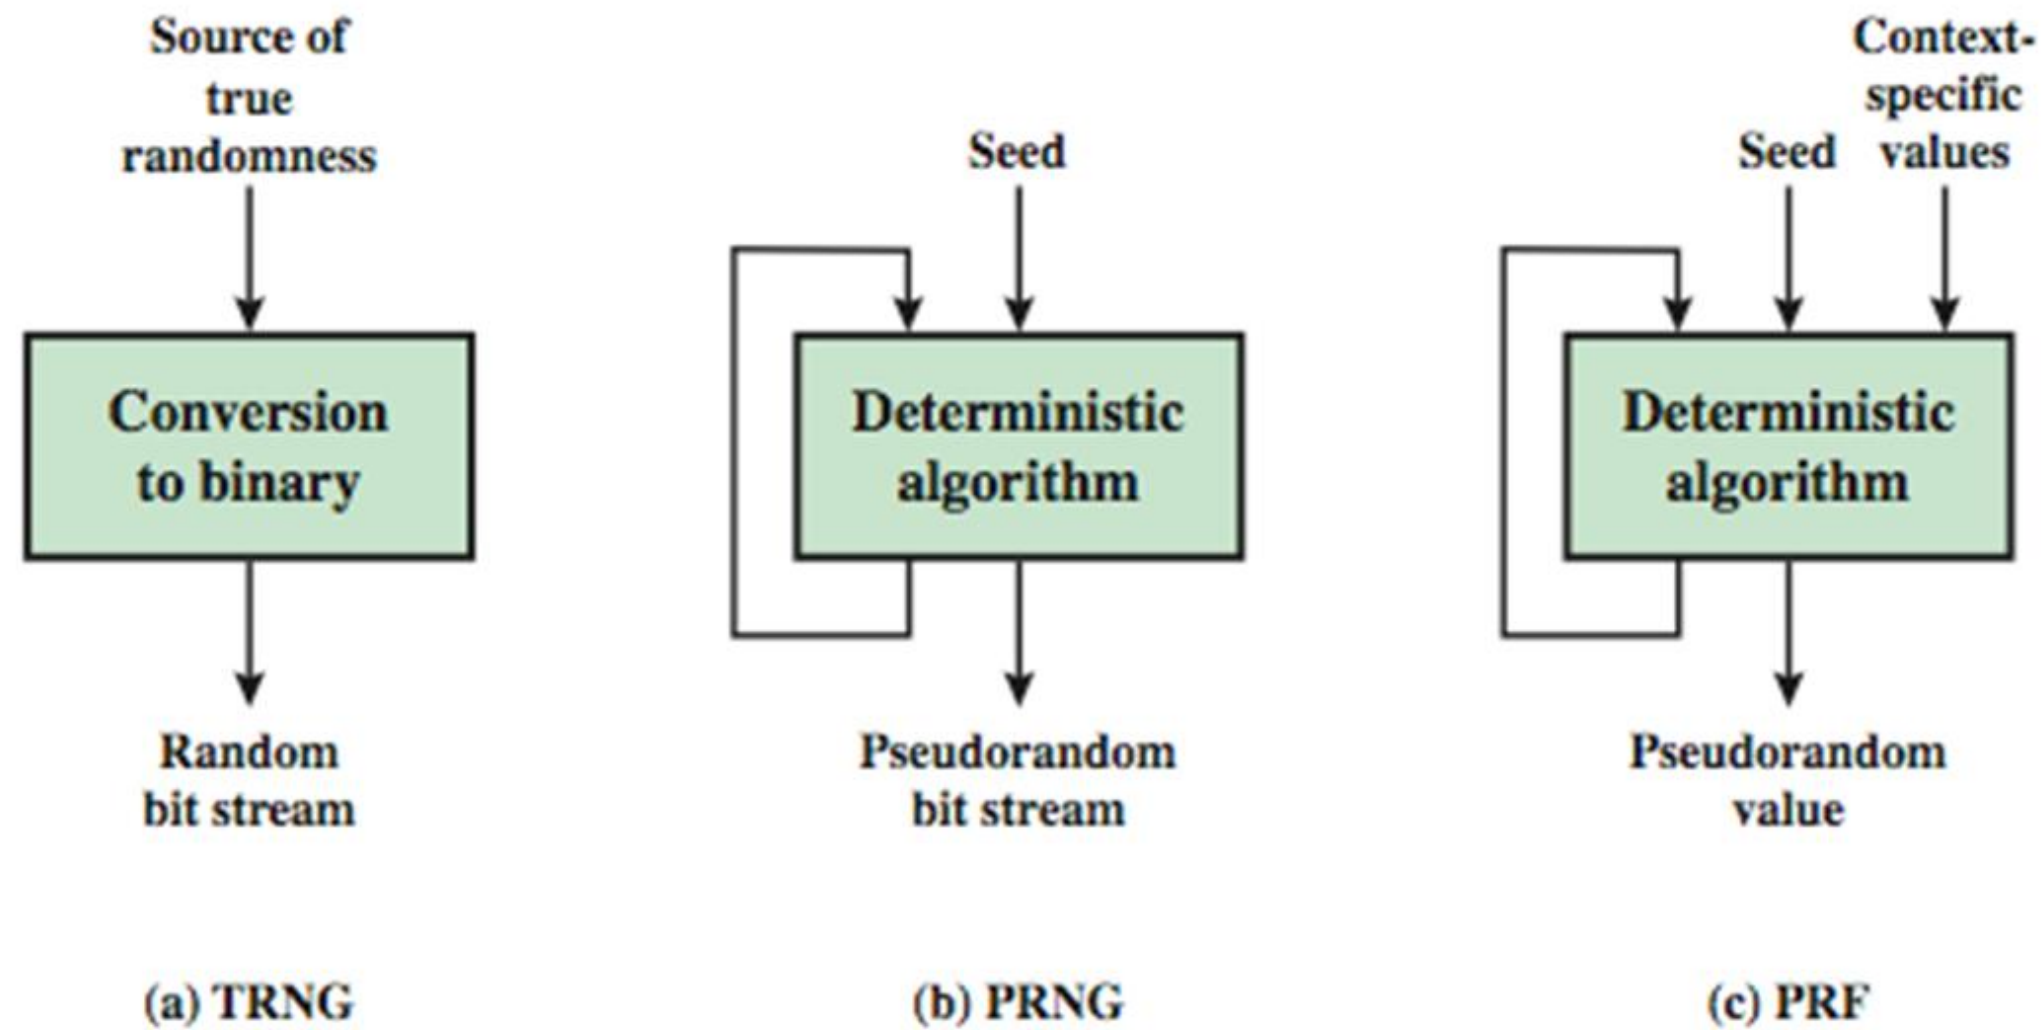 Source of
true
randomness
Conversion
to binary
Random
bit stream
(a) TRNG
Seed
Deterministic
algorithm
Pseudorandom
bit stream
(b) PRNG
Context-
specific
values
Seed
Deterministic
algorithm
Pseudorandom
value
(c) PRF